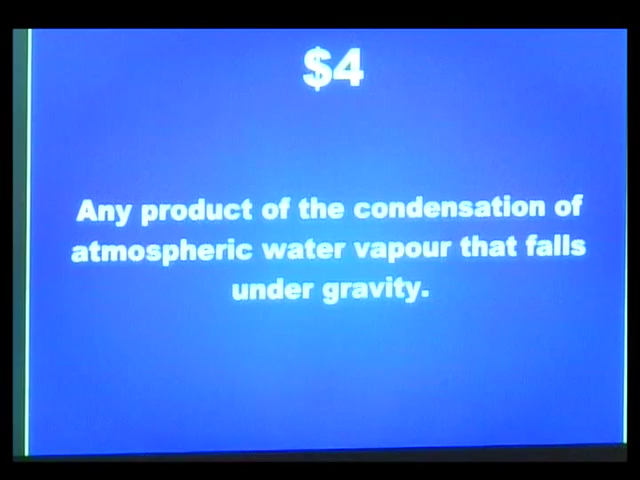 $4
Any product of the condensation of
atmospheric water vapour that falls
under gravity.